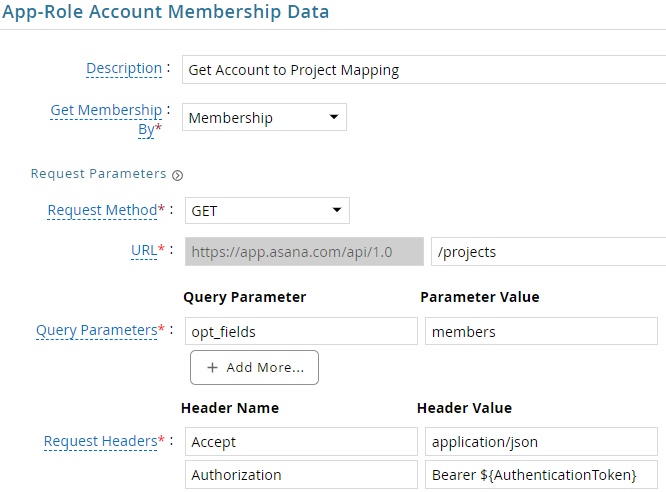 App-Role Account Membership Data
Description :
Get Account to Project Mapping
Get Membership :
By*
Membership
Request Parameters
Request Method* :
GET
URL* :
https://app.asana.com/api/1.0
/projects
Query Parameter Parameter Value
Query Parameters* :
opt_fields
members
+ Add More...
Header Name Header Value
Request Headers* :
Accept
application/json
Authorization
Bearer ${AuthenticationToken}